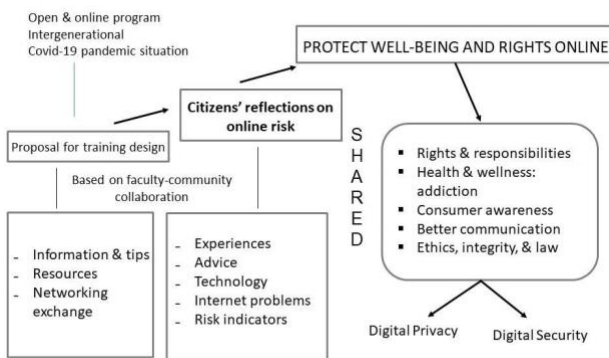 Open & online program
Intergenerational
Covid-19 pandemic situation
PROTECT WELL-BEING AND RIGHTS ONLINE
Citizens' reflections on
online risk
Proposal for training design
Based on faculty-community
collaboration
- Information & tips
- Resources
- Networking
exchange
- Experiences
- Advice
- Technology
- Internet problems
- Risk indicators
SHARED
▪ Rights & responsibilities
▪ Health & wellness:
addiction
▪ Consumer awareness
▪ Better communication
▪ Ethics, integrity, & law
Digital Privacy
Digital Security